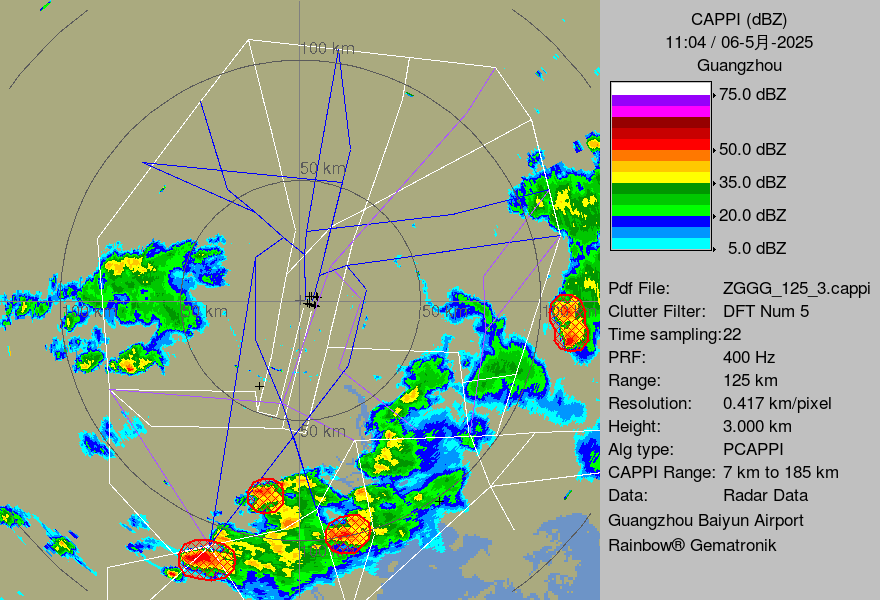 CAPPI (dBZ)
11:04 / 06-5月-2025
Guangzhou
75.0 dBZ
50.0 dBZ
35.0 dBZ
20.0 dBZ
5.0 dBZ
Pdf File: ZGGG_125_3.cappi
Clutter Filter: DFT Num 5
Time sampling:22
PRF: 400 Hz
Range: 125 km
Resolution: 0.417 km/pixel
Height: 3.000 km
Alg type: PCAPPI
CAPPI Range: 7 km to 185 km
Data: Radar Data
Guangzhou Baiyun Airport
Rainbow® Gematronik
100 km
50 km
100 km
50 km
50 km
50 km